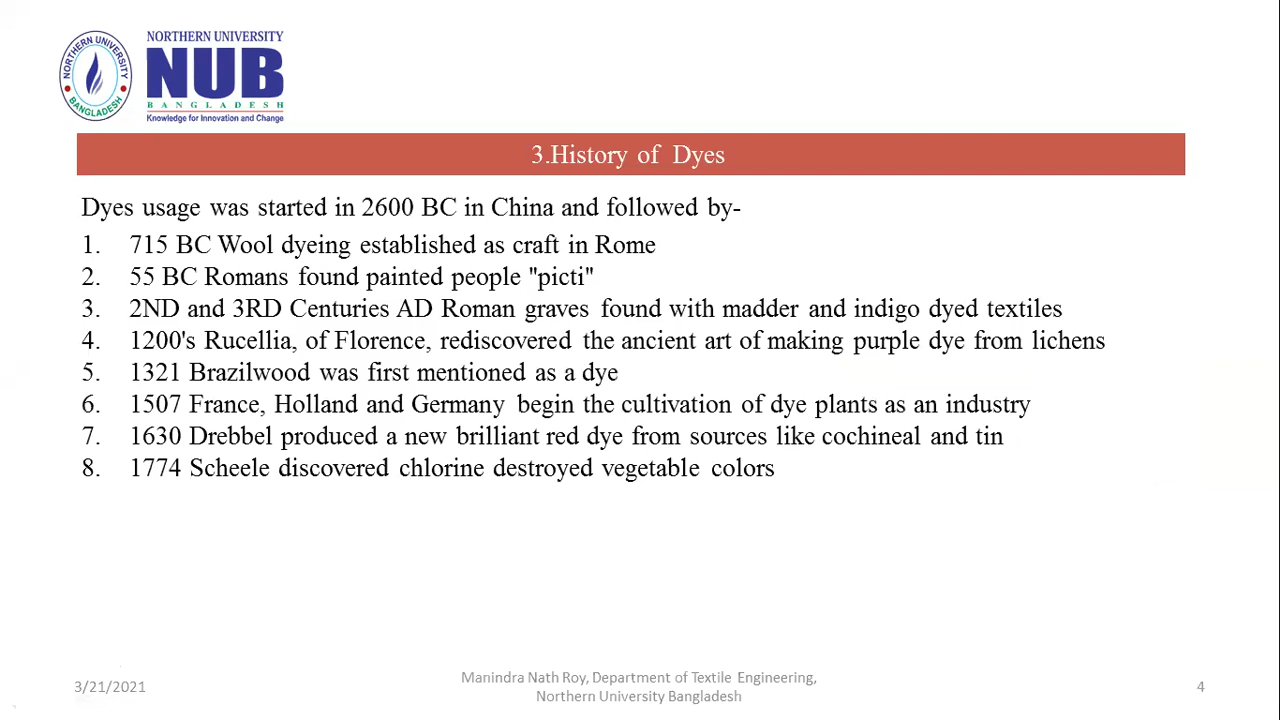 NORTHERN UNIVERSITY
BANGLADESH
NORTHERN UNIVERSITY
NUB
BANGLADESH
Knowledge for Innovation and Change
3.History of Dyes
Dyes usage was started in 2600 BC in China and followed by-
1. 715 BC Wool dyeing established as craft in Rome
2. 55 BC Romans found painted people "picti"
3. 2ND and 3RD Centuries AD Roman graves found with madder and indigo dyed textiles
4. 1200's Rucellia, of Florence, rediscovered the ancient art of making purple dye from lichens
5. 1321 Brazilwood was first mentioned as a dye
6. 1507 France, Holland and Germany begin the cultivation of dye plants as an industry
7. 1630 Drebbel produced a new brilliant red dye from sources like cochineal and tin
8. 1774 Scheele discovered chlorine destroyed vegetable colors
3/21/2021
Manindra Nath Roy, Department of Textile Engineering,
Northern University Bangladesh
4